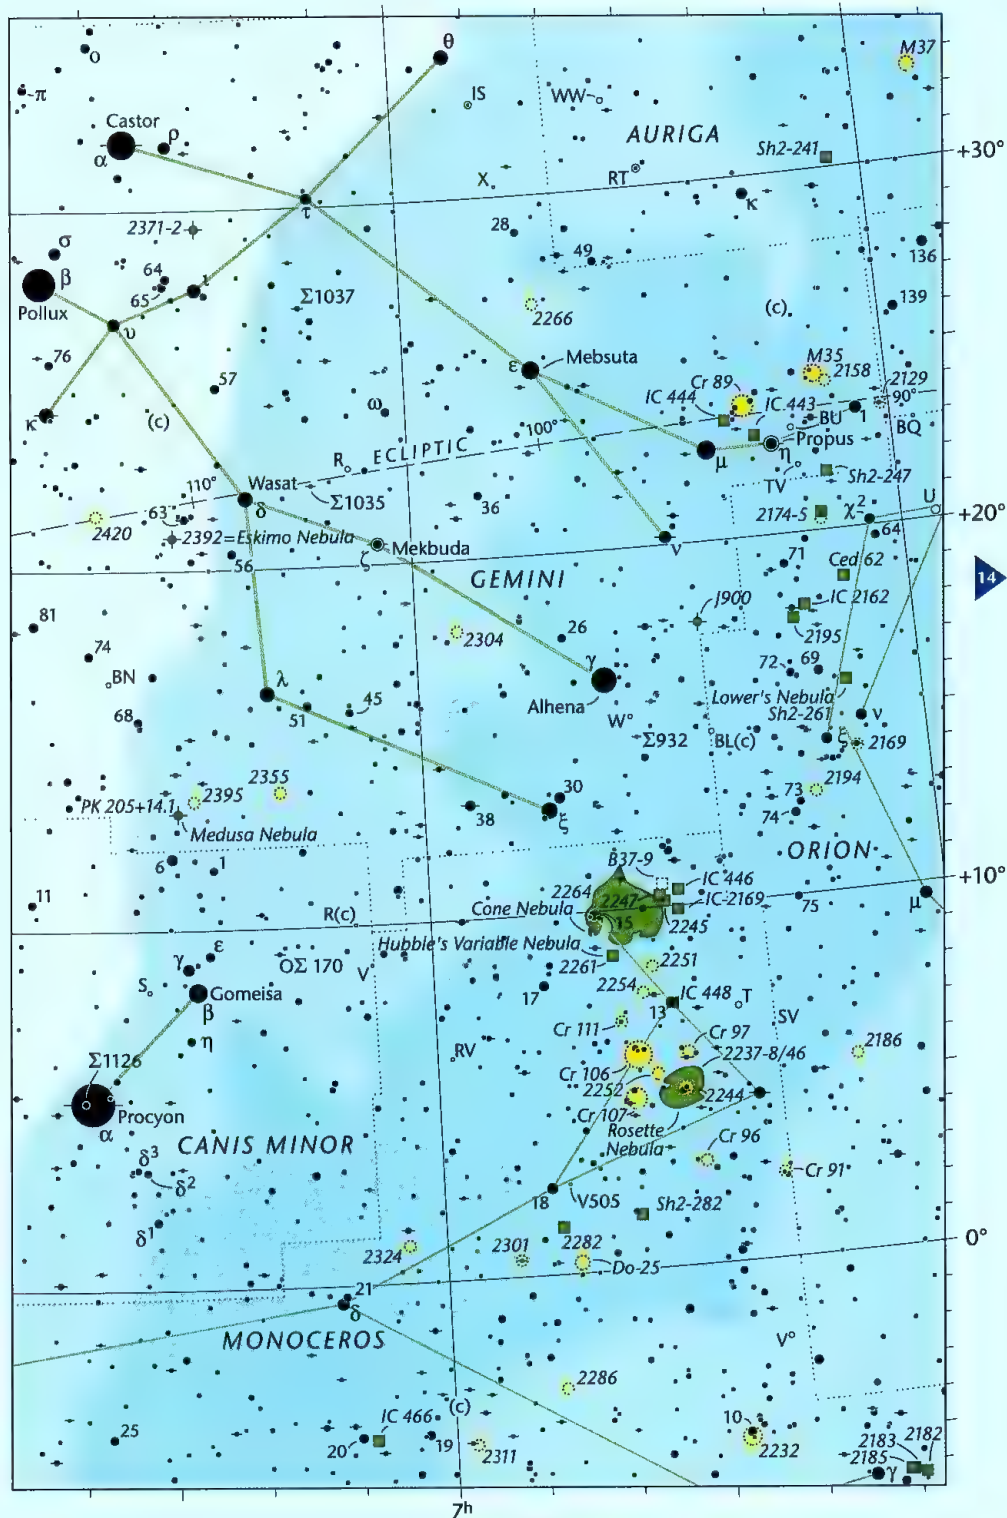 θ
M37
ο
π
IS
WW
Castor
ρ
α
AURIGA
Sh2-241
+30°
X
RT
κ
τ
2371-2
28
49
136
σ
β
64
65
ι
Pollux
Σ1037
2266
(c)
139
υ
76
57
ε
Mebsuta
M35
2158
Cr 89
2129
90°
κ
(c)
ω
IC 444
IC 443
BU
1
BQ
100°
ECLIPTIC
R
μ
η
Propus
TV
Sh2-247
Wasat
110°
δ
Σ1035
36
2420
63
2392=Eskimo Nebula
ν
2174-5
χ²
U
64
+20°
56
ζ
Mekbuda
71
Ced 62
14
GEMINI
J900
IC 2162
81
2304
26
2195
74
γ
72
69
BN
λ
Alhena
Lower's Nebula
Sh2-261
68
51
45
W
Σ932
BL(c)
ν
ξ
2169
2355
2194
PK 205+14.1
2395
30
73
Medusa Nebula
38
ξ
74
6
1
B37-9
ORION
+10°
11
2264
2247
IC 446
Cone Nebula
IC 2169
75
μ
R(c)
15
2245
Hubble's Variable Nebula
ε
γ
ΟΣ 170
V
2261
2251
S
Gomeisa
17
2254
IC 448
T
β
13
η
Cr 111
SV
Σ1126
RV
Cr 97
2186
Cr 106
2237-8/46
2252
2244
Procyon
Cr 107
α
Rosette
Nebula
CANIS MINOR
Cr 96
δ³
Cr 91
δ²
18
V505
Sh2-282
δ¹
2324
2301
2282
Do-25
0°
21
δ
MONOCEROS
V
2286
(c)
25
IC 466
20
19
2311
10
2232
2183
2182
2185
γ
7h